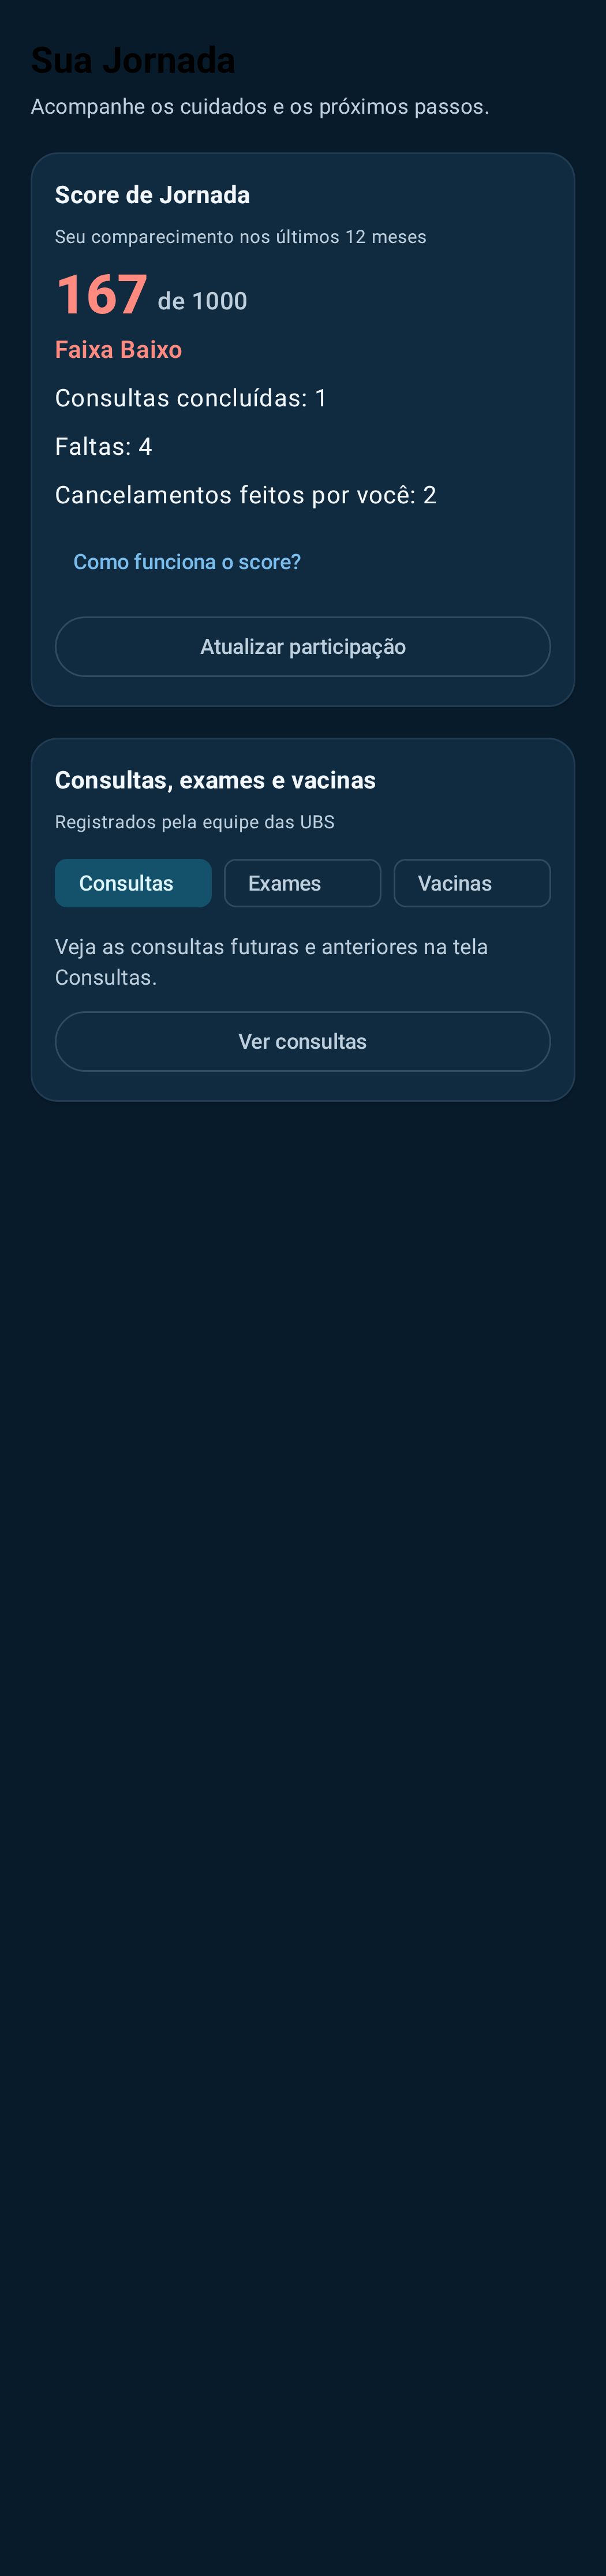 Sua Jornada
Acompanhe os cuidados e os próximos passos.
Score de Jornada
Seu comparecimento nos últimos 12 meses
167 de 1000
Faixa Baixo
Consultas concluídas: 1
Faltas: 4
Cancelamentos feitos por você: 2
Como funciona o score?
Atualizar participação
Consultas, exames e vacinas
Registrados pela equipe das UBS
Consultas Exames Vacinas
Veja as consultas futuras e anteriores na tela
Consultas.
Ver consultas